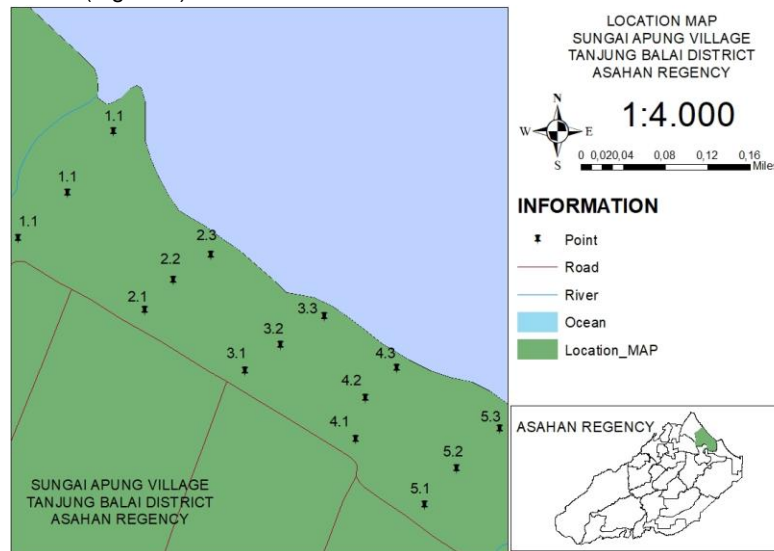 LOCATION MAP
SUNGAI APUNG VILLAGE
TANJUNG BALAI DISTRICT
ASAHAN REGENCY
1:4.000
N
W E
S
0 0,020,04 0,08 0,12 0,16
Miles
INFORMATION
Point
Road
River
Ocean
Location_MAP
ASAHAN REGENCY
1.1
1.1
1.1
2.3
2.2
2.1
3.3
3.2
3.1
4.3
4.2
4.1
5.3
5.2
5.1
SUNGAI APUNG VILLAGE
TANJUNG BALAI DISTRICT
ASAHAN REGENCY